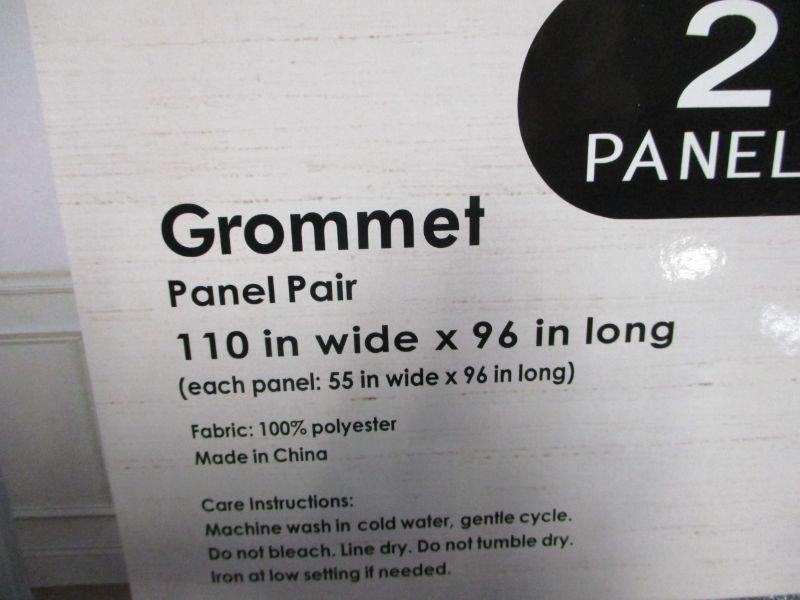 2
PANEL
Grommet
Panel Pair
110 in wide x 96 in long
(each panel: 55 in wide x 96 in long)
Fabric: 100% polyester
Made in China
Care Instructions:
Machine wash in cold water, gentle cycle.
Do not bleach. Line dry. Do not tumble dry.
Iron at low setting if needed.